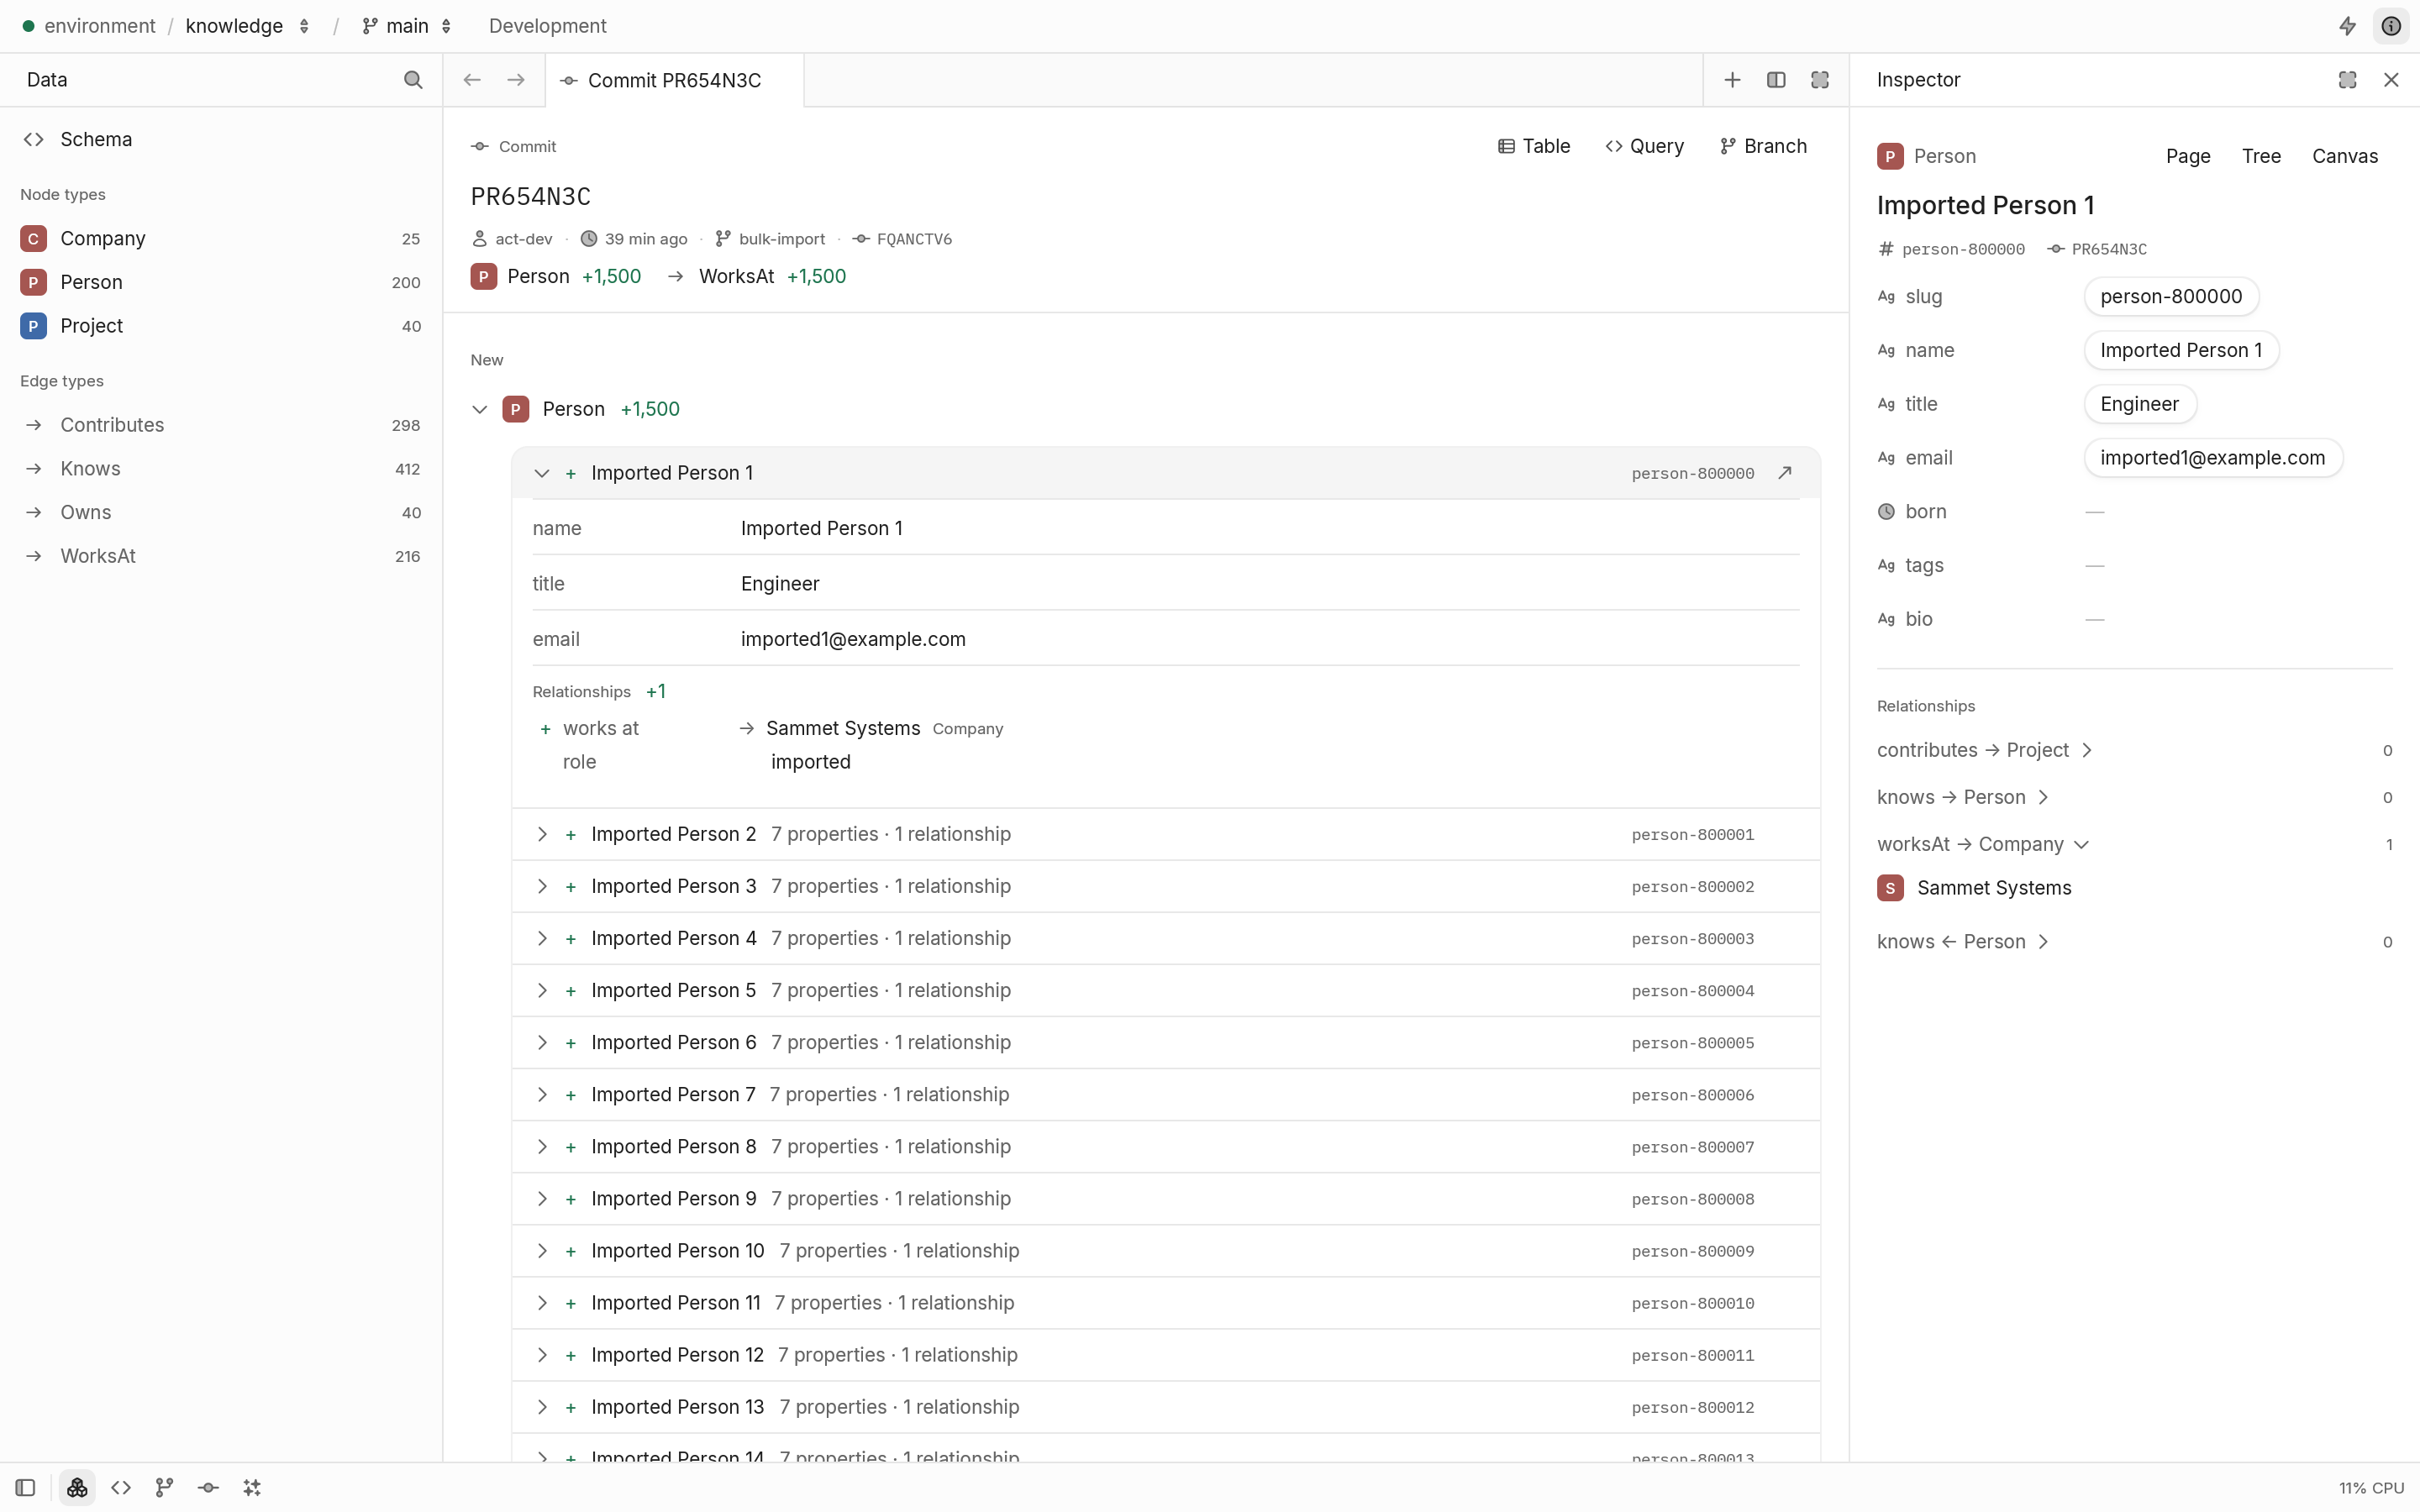 environment / knowledge / main Development
Data
Schema
Node types
C Company 25
P Person 200
P Project 40
Edge types
Contributes 298
Knows 412
Owns 40
WorksAt 216
Commit PR654N3C
Commit
Table Query Branch
PR654N3C
act-dev · 39 min ago · bulk-import · FQANCTV6
P Person +1,500 → WorksAt +1,500
New
P Person +1,500
+ Imported Person 1 person-800000
name Imported Person 1
title Engineer
email imported1@example.com
Relationships +1
+ works at → Sammet Systems Company
role imported
+ Imported Person 2 7 properties · 1 relationship person-800001
+ Imported Person 3 7 properties · 1 relationship person-800002
+ Imported Person 4 7 properties · 1 relationship person-800003
+ Imported Person 5 7 properties · 1 relationship person-800004
+ Imported Person 6 7 properties · 1 relationship person-800005
+ Imported Person 7 7 properties · 1 relationship person-800006
+ Imported Person 8 7 properties · 1 relationship person-800007
+ Imported Person 9 7 properties · 1 relationship person-800008
+ Imported Person 10 7 properties · 1 relationship person-800009
+ Imported Person 11 7 properties · 1 relationship person-800010
+ Imported Person 12 7 properties · 1 relationship person-800011
+ Imported Person 13 7 properties · 1 relationship person-800012
+ Imported Person 14 7 properties · 1 relationship person-800013
Inspector
P Person Page Tree Canvas
Imported Person 1
# person-800000 PR654N3C
Ag slug person-800000
Ag name Imported Person 1
Ag title Engineer
Ag email imported1@example.com
born —
Ag tags —
Ag bio —
Relationships
contributes → Project 0
knows → Person 0
worksAt → Company 1
S Sammet Systems
knows ← Person 0
11% CPU